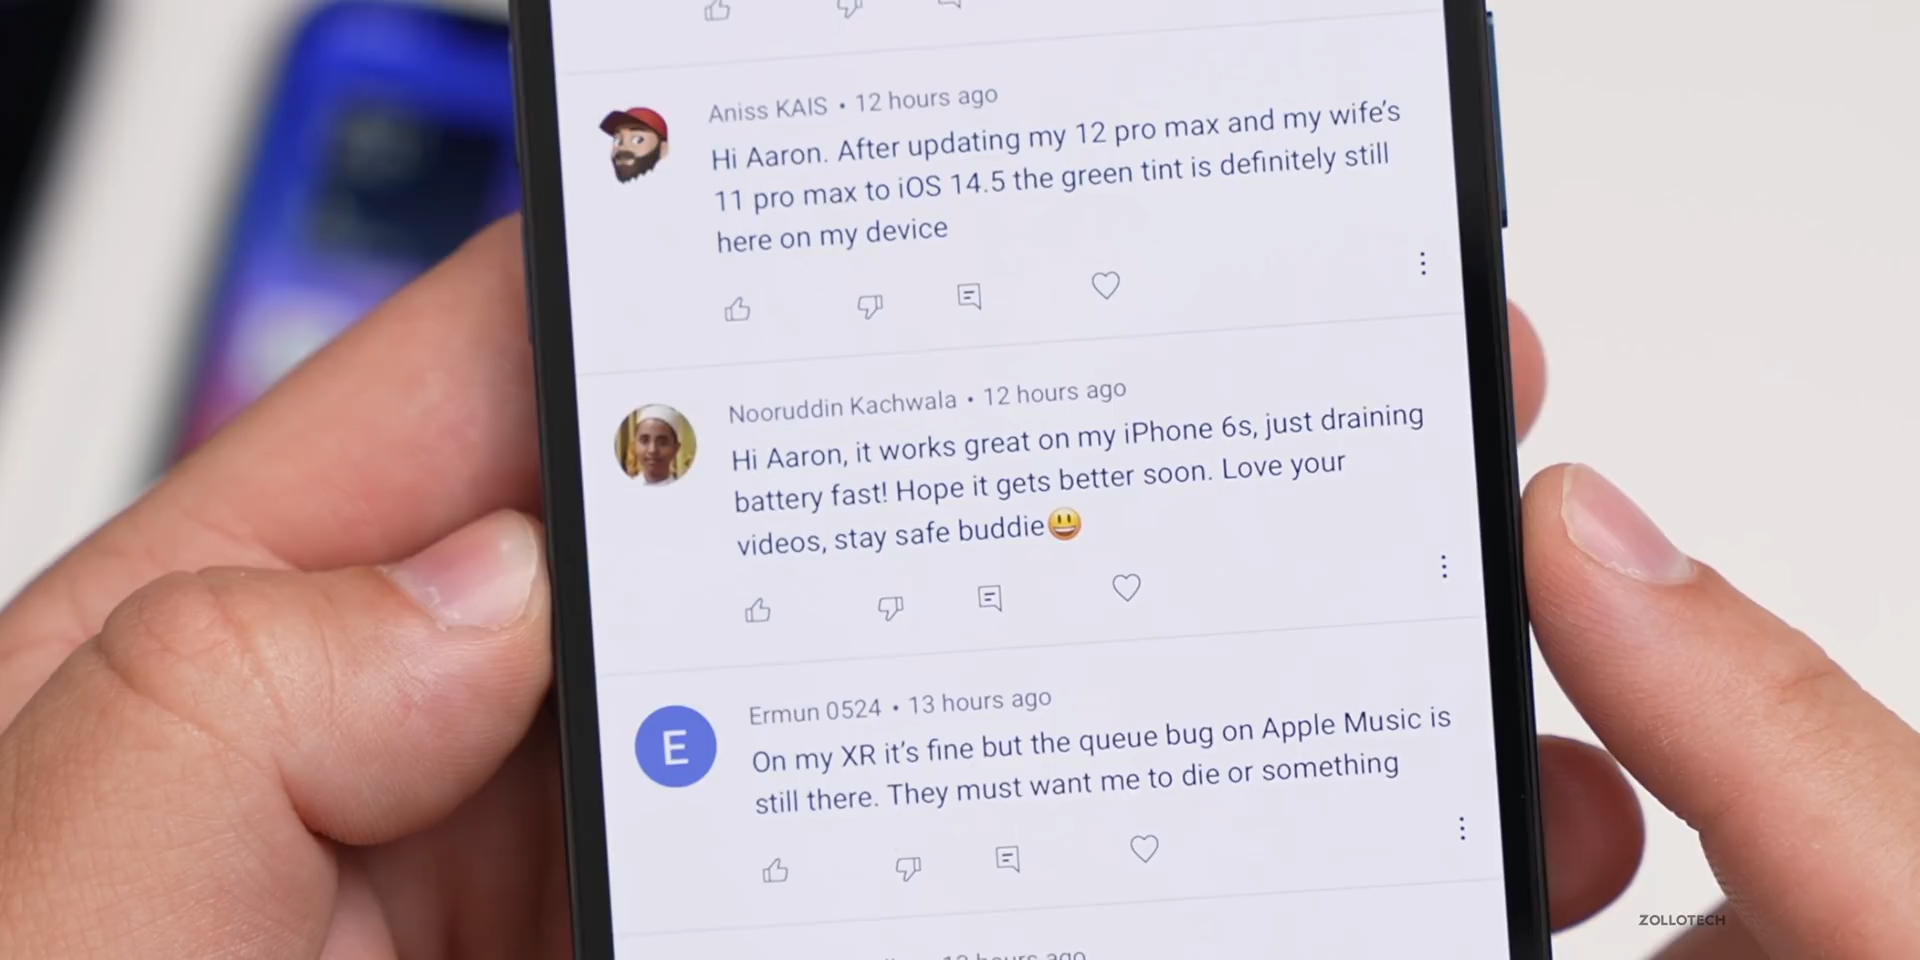 Aniss KAIS • 12 hours ago
Hi Aaron. After updating my 12 pro max and my wife's
11 pro max to iOS 14.5 the green tint is definitely still
here on my device
Nooruddin Kachwala • 12 hours ago
Hi Aaron, it works great on my iPhone 6s, just draining
battery fast! Hope it gets better soon. Love your
videos, stay safe buddie😃
E
Ermun 0524 • 13 hours ago
On my XR it's fine but the queue bug on Apple Music is
still there. They must want me to die or something
hours ago
ZOLLOTECH